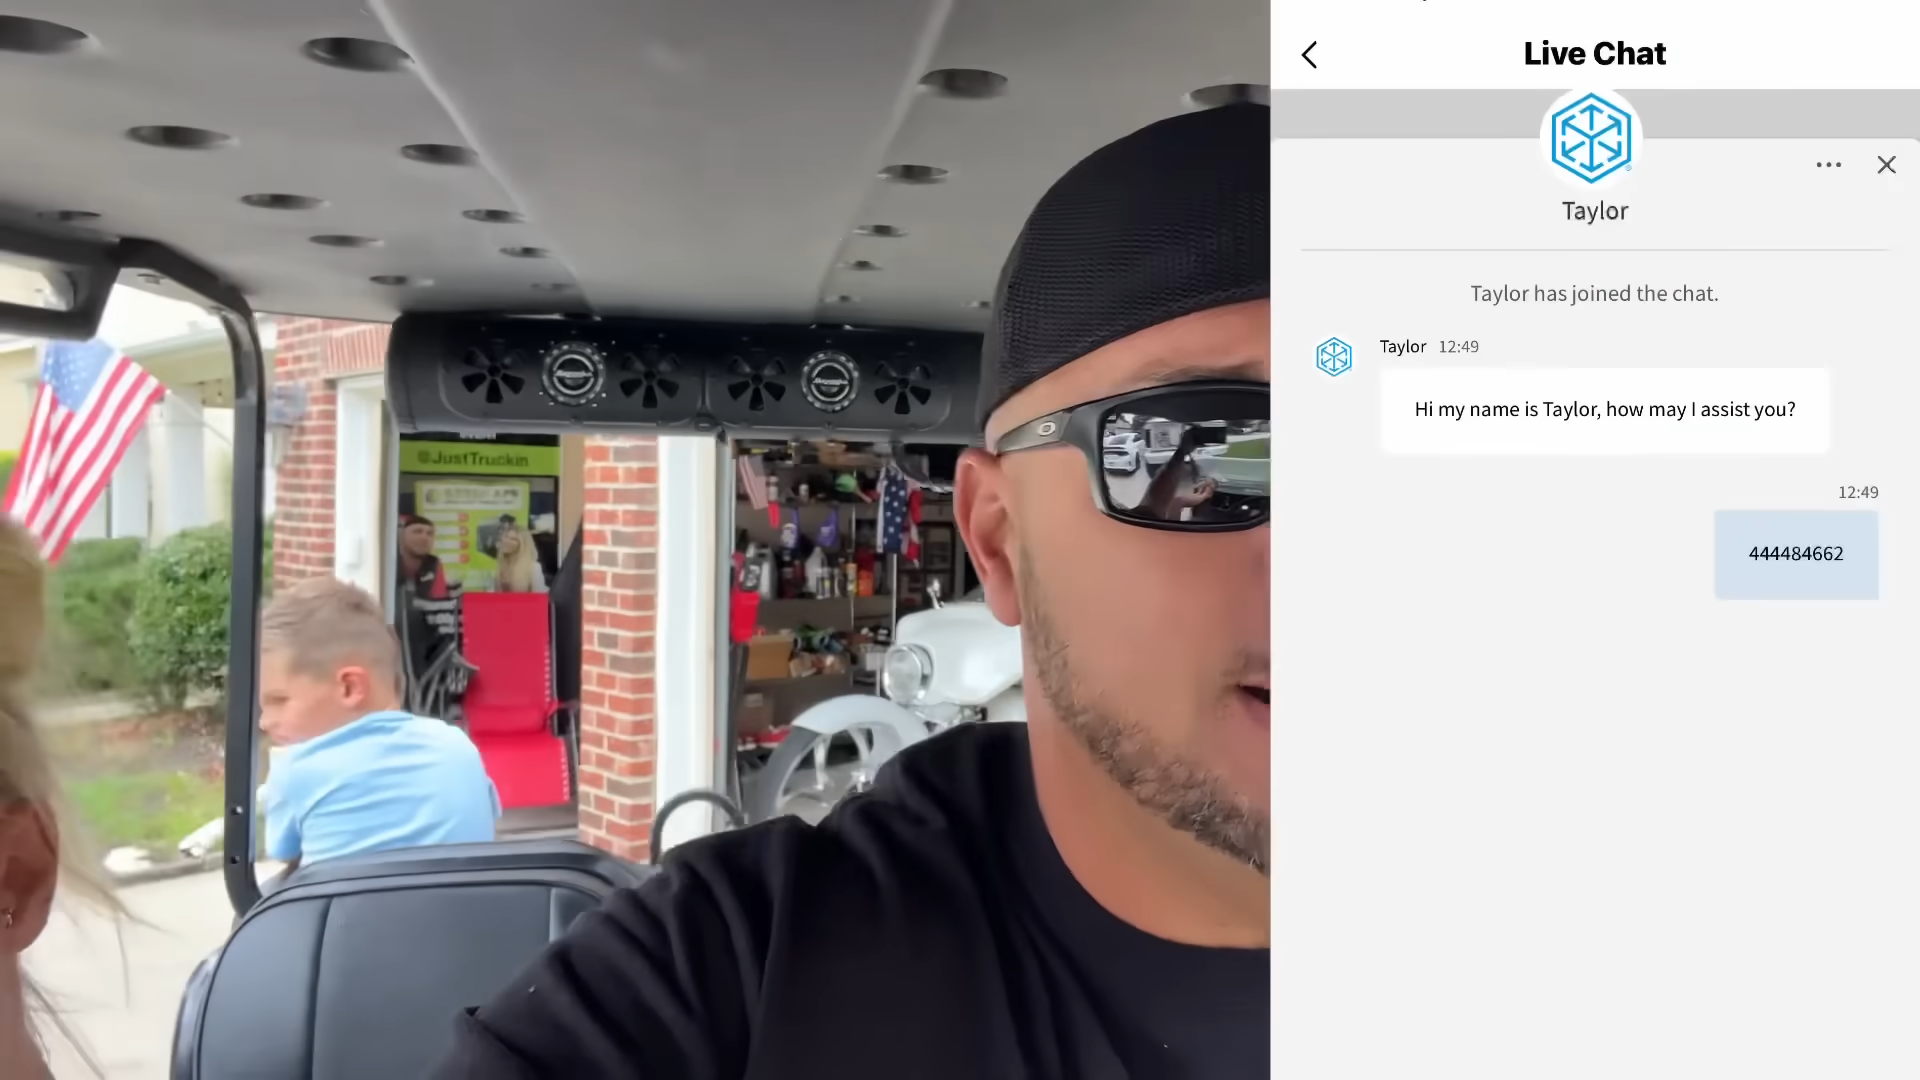 @JustTruckin
Live Chat
Taylor
Taylor has joined the chat.
Taylor 12:49
Hi my name is Taylor, how may I assist you?
12:49
444484662